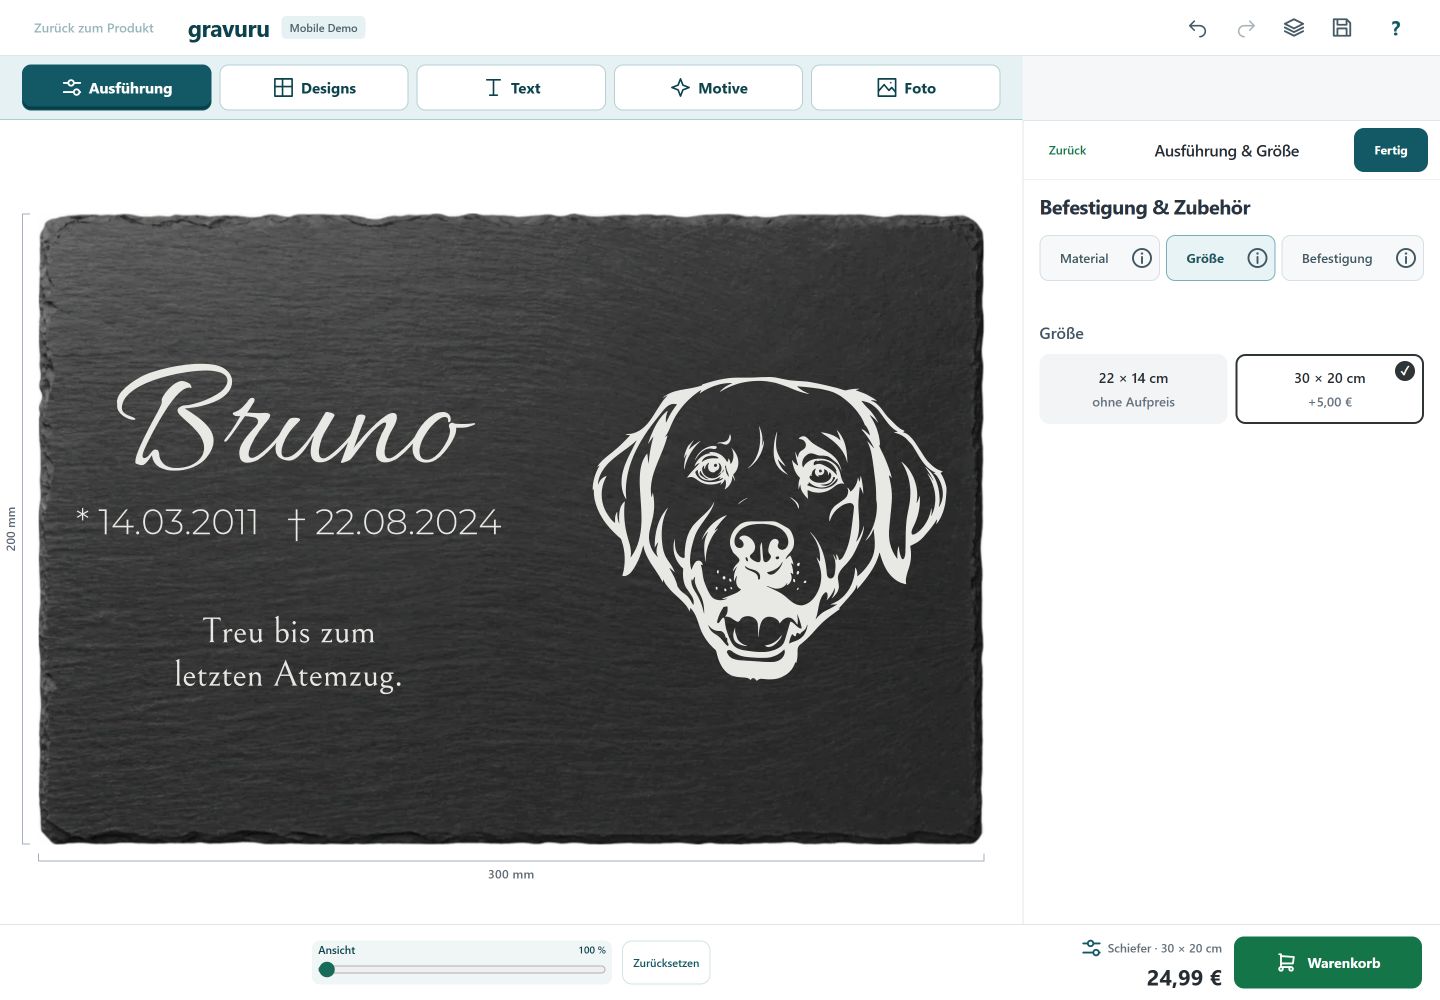 Zurück zum Produkt
gravuru
Mobile Demo
?
Ausführung
Designs
Text
Motive
Foto
Zurück
Ausführung & Größe
Fertig
Befestigung & Zubehör
Material
Größe
Befestigung
Größe
22 × 14 cm
ohne Aufpreis
30 × 20 cm
+5,00 €
200 mm
Bruno
* 14.03.2011 † 22.08.2024
Treu bis zum
letzten Atemzug.
300 mm
Ansicht
100 %
Zurücksetzen
Schiefer · 30 × 20 cm
24,99 €
Warenkorb